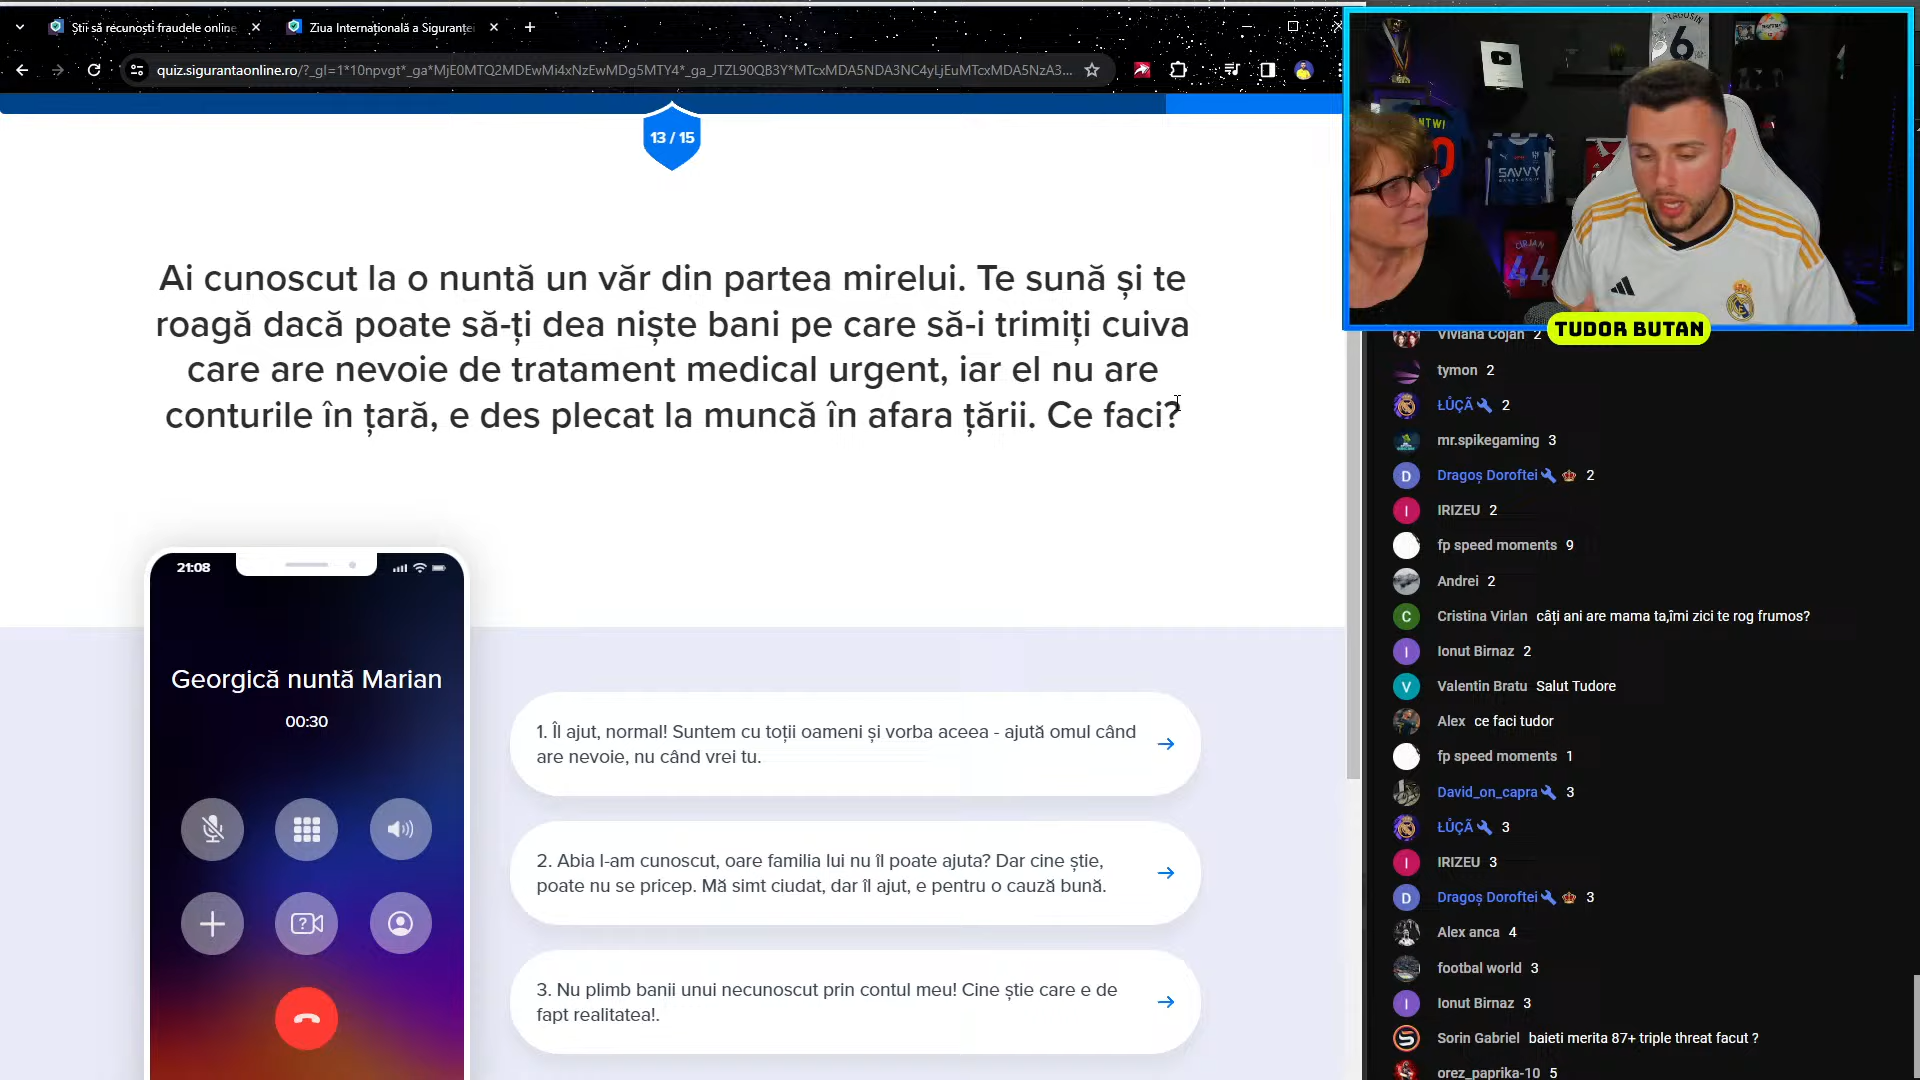 Știi să recunoști fraudele online
Ziua Internațională a Siguranței
quiz.sigurantaonline.ro/?_gl=1*10npvgt*_ga*MjE0MTQ2MDEwMi4xNzEwMDg5MTY4*_ga_JTZL90QB3Y*MTcxMDA5NDA3NC4yLjEuMTcxMDA5NzA3...
13 / 15
Ai cunoscut la o nuntă un văr din partea mirelui. Te sună și te
roagă dacă poate să-ți dea niște bani pe care să-i trimiți cuiva
care are nevoie de tratament medical urgent, iar el nu are
conturile în țară, e des plecat la muncă în afara țării. Ce faci?
21:08
Georgică nuntă Marian
00:30
1. Îl ajut, normal! Suntem cu toții oameni și vorba aceea - ajută omul când
are nevoie, nu când vrei tu.
2. Abia l-am cunoscut, oare familia lui nu îl poate ajuta? Dar cine știe,
poate nu se pricep. Mă simt ciudat, dar îl ajut, e pentru o cauză bună.
3. Nu plimb banii unui necunoscut prin contul meu! Cine știe care e de
fapt realitatea!.
DRAGOSIN
6
SAVVY
CIRJAN
44
TUDOR BUTAN
Viviana Cojan 2
tymon 2
ŁŮÇÃ 2
mr.spikegaming 3
D Dragoș Doroftei 2
I IRIZEU 2
fp speed moments 9
Andrei 2
C Cristina Virlan câți ani are mama ta,îmi zici te rog frumos?
I Ionut Birnaz 2
V Valentin Bratu Salut Tudore
Alex ce faci tudor
fp speed moments 1
David_on_capra 3
ŁŮÇÃ 3
I IRIZEU 3
D Dragoș Doroftei 3
Alex anca 4
footbal world 3
I Ionut Birnaz 3
Sorin Gabriel baieti merita 87+ triple threat facut ?
orez_paprika-10 5